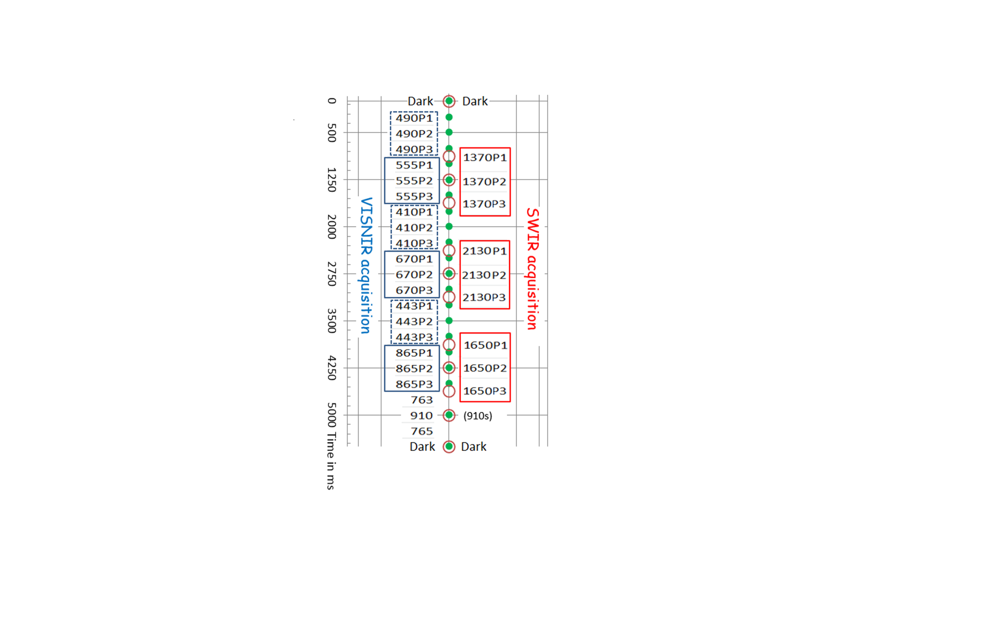 0
500
1250
2000
2750
3500
4250
5000 Time in ms
VISNIR acquisition
Dark
490P1
490P2
490P3
555P1
555P2
555P3
410P1
410P2
410P3
670P1
670P2
670P3
443P1
443P2
443P3
865P1
865P2
865P3
763
910
765
Dark
Dark
1370P1
1370P2
1370P3
2130P1
2130P2
2130P3
1650P1
1650P2
1650P3
(910s)
Dark
SWIR acquisition